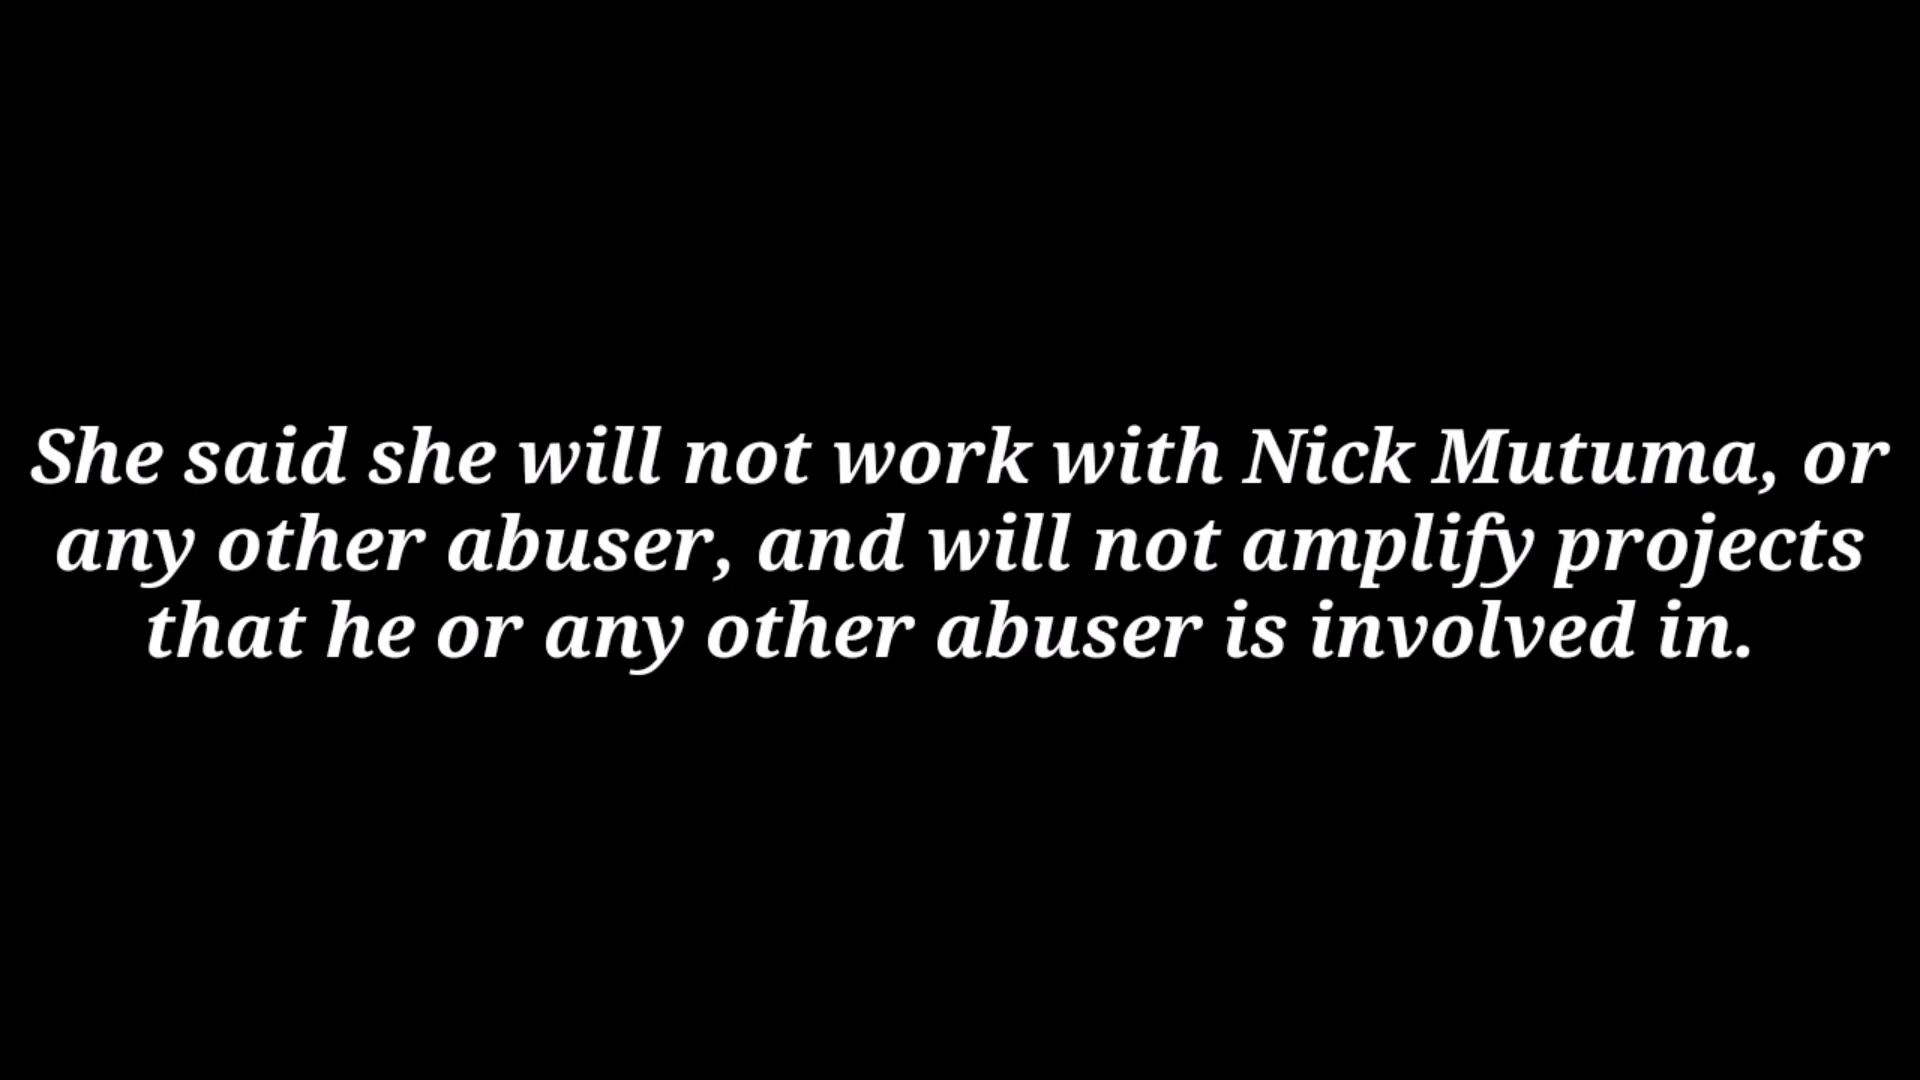 She said she will not work with Nick Mutuma, or
any other abuser, and will not amplify projects
that he or any other abuser is involved in.